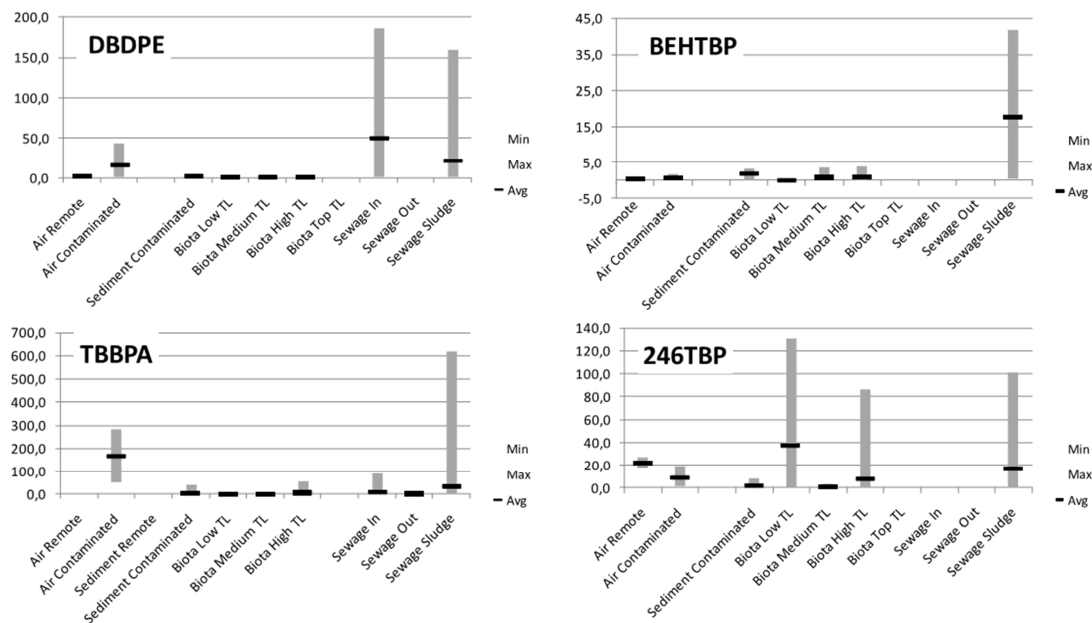 DBDPE
200,0
150,0
100,0
50,0
0,0
Air Remote
Air Contaminated
Sediment Contaminated
Biota Low TL
Biota Medium TL
Biota High TL
Biota Top TL
Sewage In
Sewage Out
Sewage Sludge
Min
Max
Avg
BEHTBP
45,0
35,0
25,0
15,0
5,0
-5,0
Air Remote
Air Contaminated
Sediment Contaminated
Biota Low TL
Biota Medium TL
Biota High TL
Biota Top TL
Sewage In
Sewage Out
Sewage Sludge
Min
Max
Avg
TBBPA
700,0
600,0
500,0
400,0
300,0
200,0
100,0
0,0
Air Remote
Air Contaminated
Sediment Remote
Sediment Contaminated
Biota Low TL
Biota Medium TL
Biota High TL
Sewage In
Sewage Out
Sewage Sludge
Min
Max
Avg
246TBP
140,0
120,0
100,0
80,0
60,0
40,0
20,0
0,0
Air Remote
Air Contaminated
Sediment Contaminated
Biota Low TL
Biota Medium TL
Biota High TL
Biota Top TL
Sewage In
Sewage Out
Sewage Sludge
Min
Max
Avg